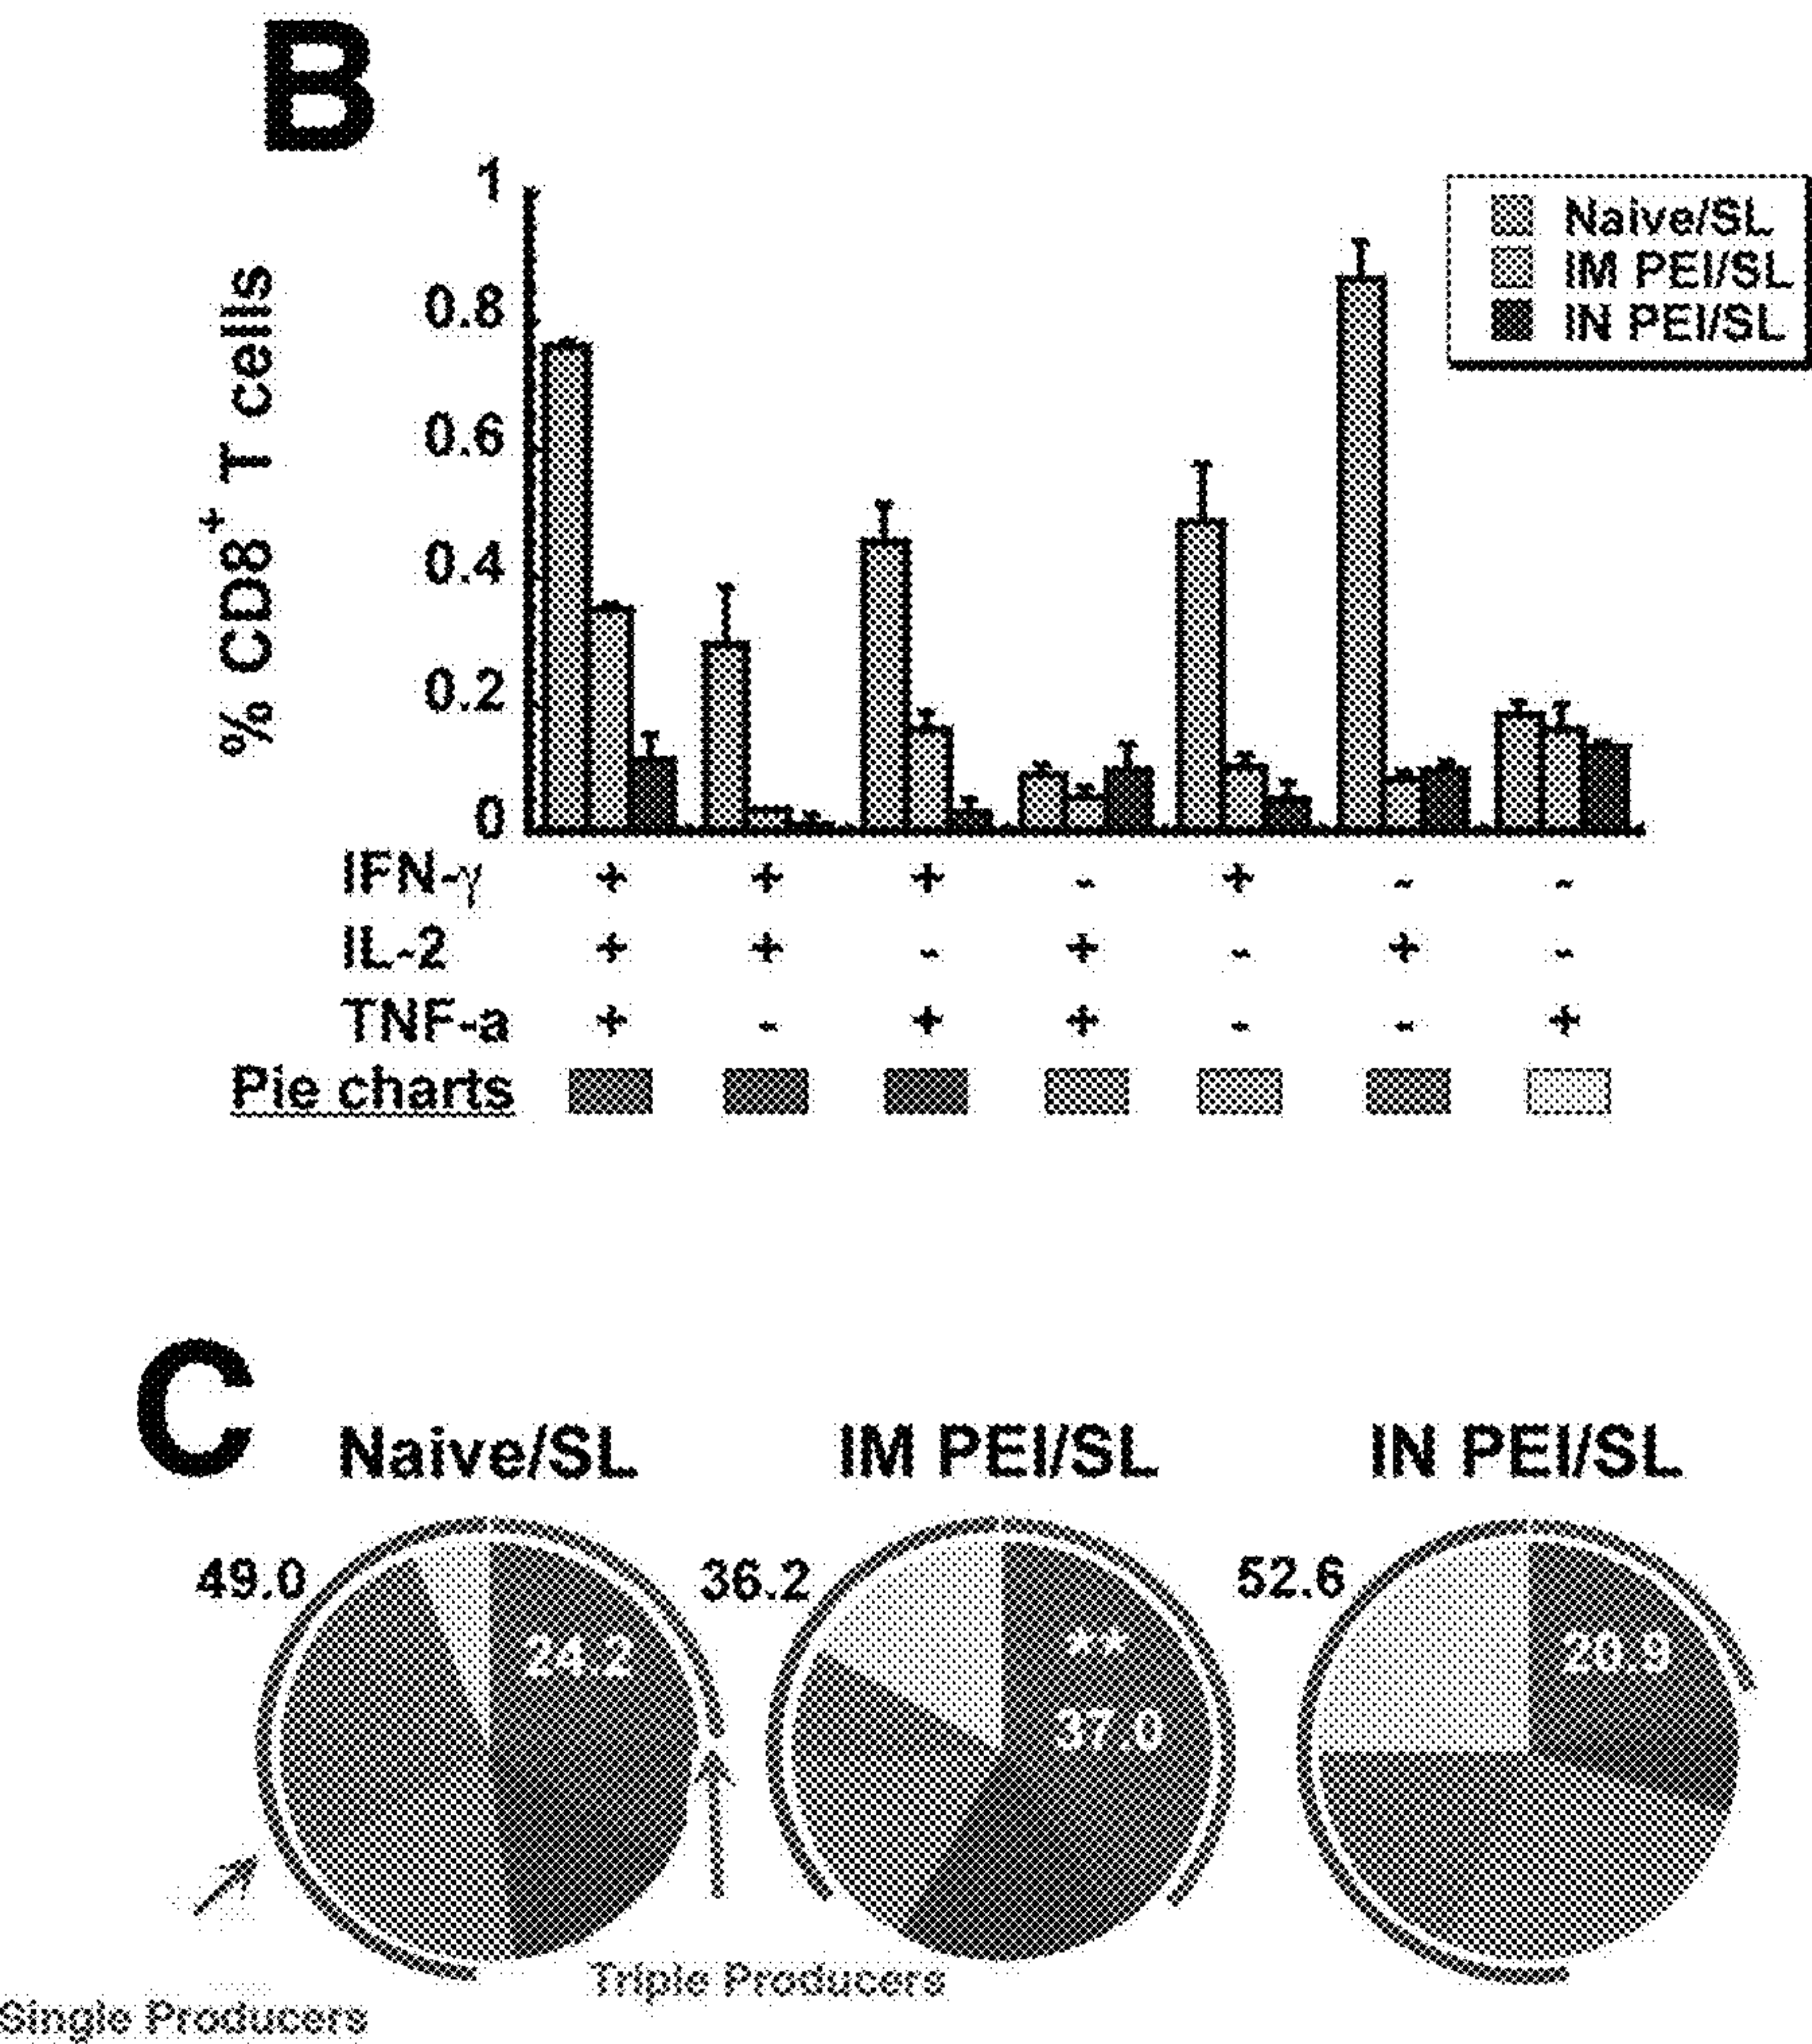 B
1
0.8
0.6
0.4
0.2
0
% CD8+ T cells
Naive/SL
IM PEI/SL
IN PEI/SL
IFN-γ + + + - + - -
IL-2 + + - + - + -
TNF-a + - + + - - +
Pie charts
C
Naive/SL IM PEI/SL IN PEI/SL
49.0 36.2 52.6
24.2 ** 20.9
37.0
Triple Producers
Single Producers